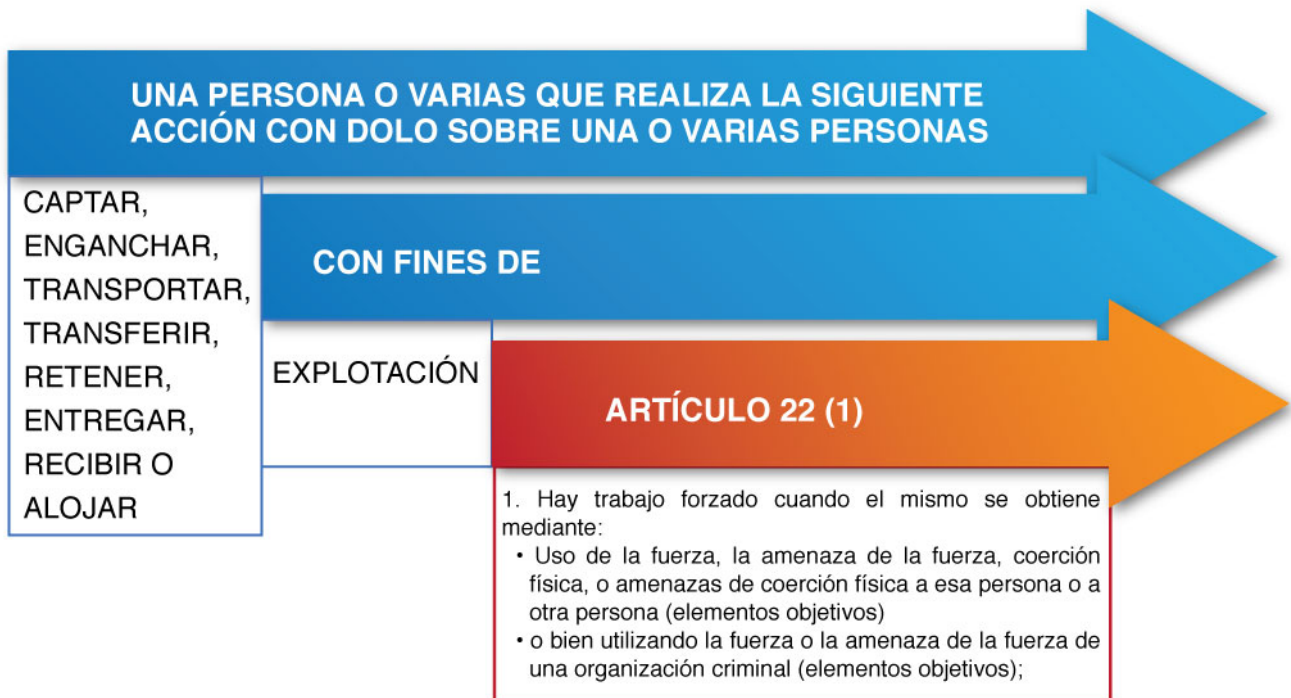 UNA PERSONA O VARIAS QUE REALIZA LA SIGUIENTE
ACCIÓN CON DOLO SOBRE UNA O VARIAS PERSONAS
CAPTAR,
ENGANCHAR,
TRANSPORTAR,
TRANSFERIR,
RETENER,
ENTREGAR,
RECIBIR O
ALOJAR
CON FINES DE
EXPLOTACIÓN
ARTÍCULO 22 (1)
1. Hay trabajo forzado cuando el mismo se obtiene
mediante:
• Uso de la fuerza, la amenaza de la fuerza, coerción
física, o amenazas de coerción física a esa persona o a
otra persona (elementos objetivos)
• o bien utilizando la fuerza o la amenaza de la fuerza de
una organización criminal (elementos objetivos);